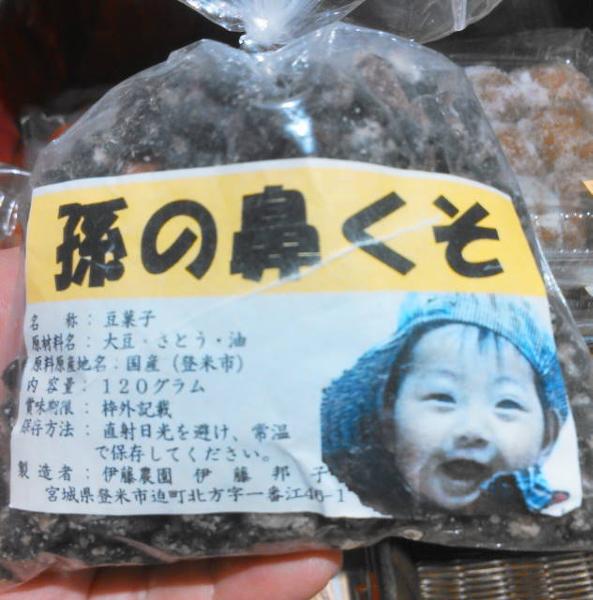 孫の鼻くそ
名　　称：豆菓子
原材料名：大豆・さとう・油
原料原産地名：国産（登米市）
内 容 量：１２０グラム
賞味期限：枠外記載
保存方法：直射日光を避け、常温
で保存してください。
製 造 者：伊藤農園　伊 藤 邦 子
宮城県登米市迫町北方字一番江46-1